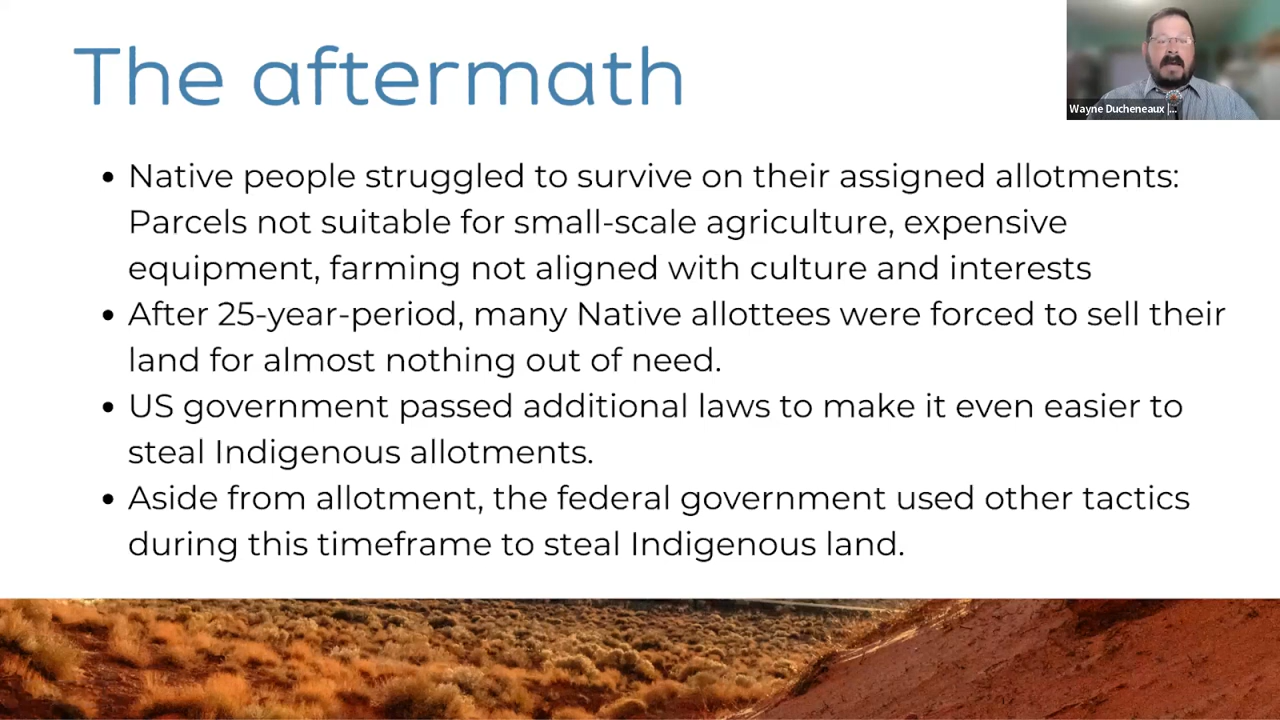 The aftermath
Wayne Ducheneaux |...
• Native people struggled to survive on their assigned allotments:
Parcels not suitable for small-scale agriculture, expensive
equipment, farming not aligned with culture and interests
• After 25-year-period, many Native allottees were forced to sell their
land for almost nothing out of need.
• US government passed additional laws to make it even easier to
steal Indigenous allotments.
• Aside from allotment, the federal government used other tactics
during this timeframe to steal Indigenous land.